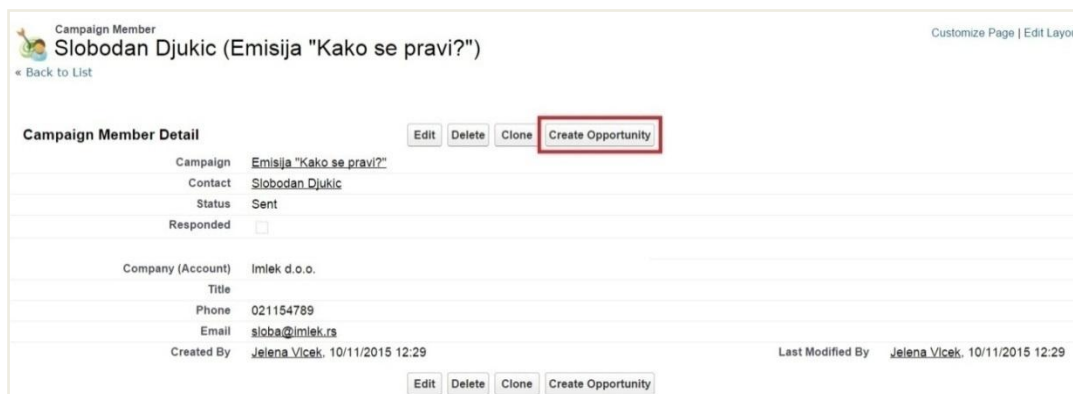 Campaign Member
Slobodan Djukic (Emisija "Kako se pravi?")
Customize Page | Edit Layou
« Back to List
Campaign Member Detail
Edit Delete Clone Create Opportunity
Campaign Emisija "Kako se pravi?"
Contact Slobodan Djukic
Status Sent
Responded
Company (Account) Imlek d.o.o.
Title
Phone 021154789
Email sloba@imlek.rs
Created By Jelena Vlcek, 10/11/2015 12:29 Last Modified By Jelena Vlcek, 10/11/2015 12:29
Edit Delete Clone Create Opportunity